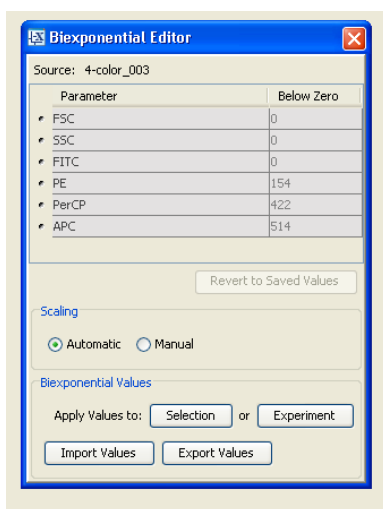 Biexponential Editor
Source: 4-color_003
Parameter Below Zero
FSC 0
SSC 0
FITC 0
PE 154
PerCP 422
APC 514
Revert to Saved Values
Scaling
Automatic Manual
Biexponential Values
Apply Values to: Selection or Experiment
Import Values Export Values